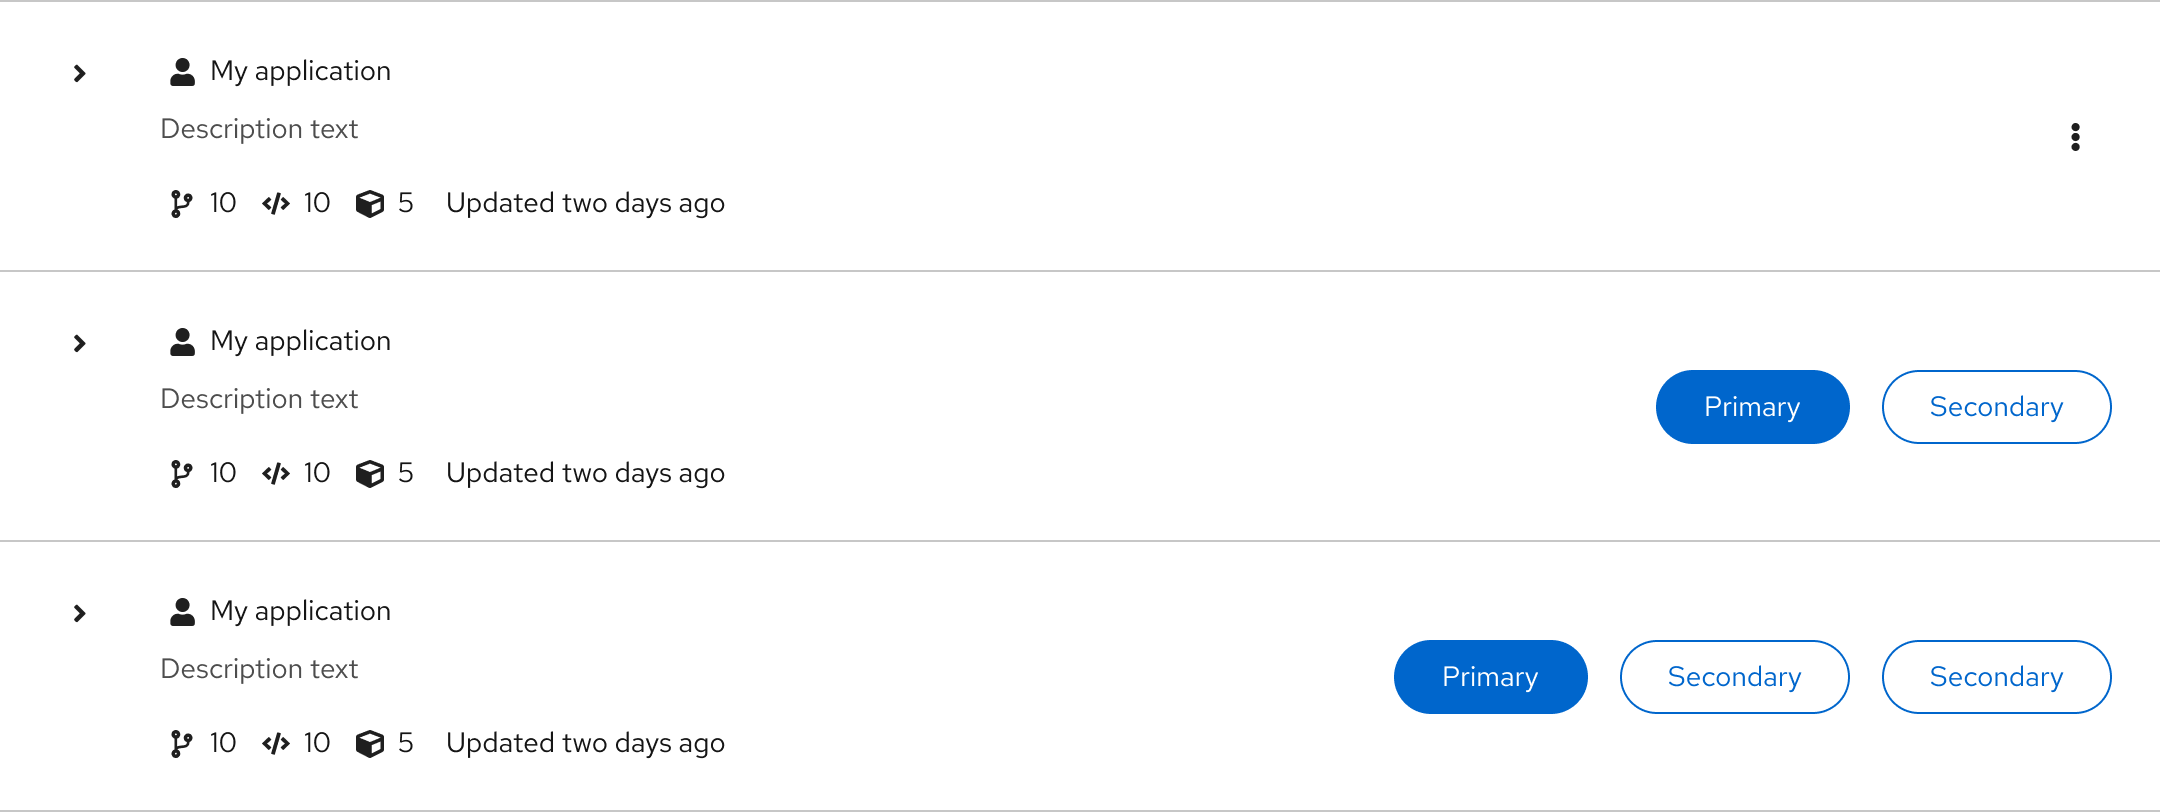 My application
Description text
10 10 5 Updated two days ago
My application
Description text
Primary Secondary
10 10 5 Updated two days ago
My application
Description text
Primary Secondary Secondary
10 10 5 Updated two days ago